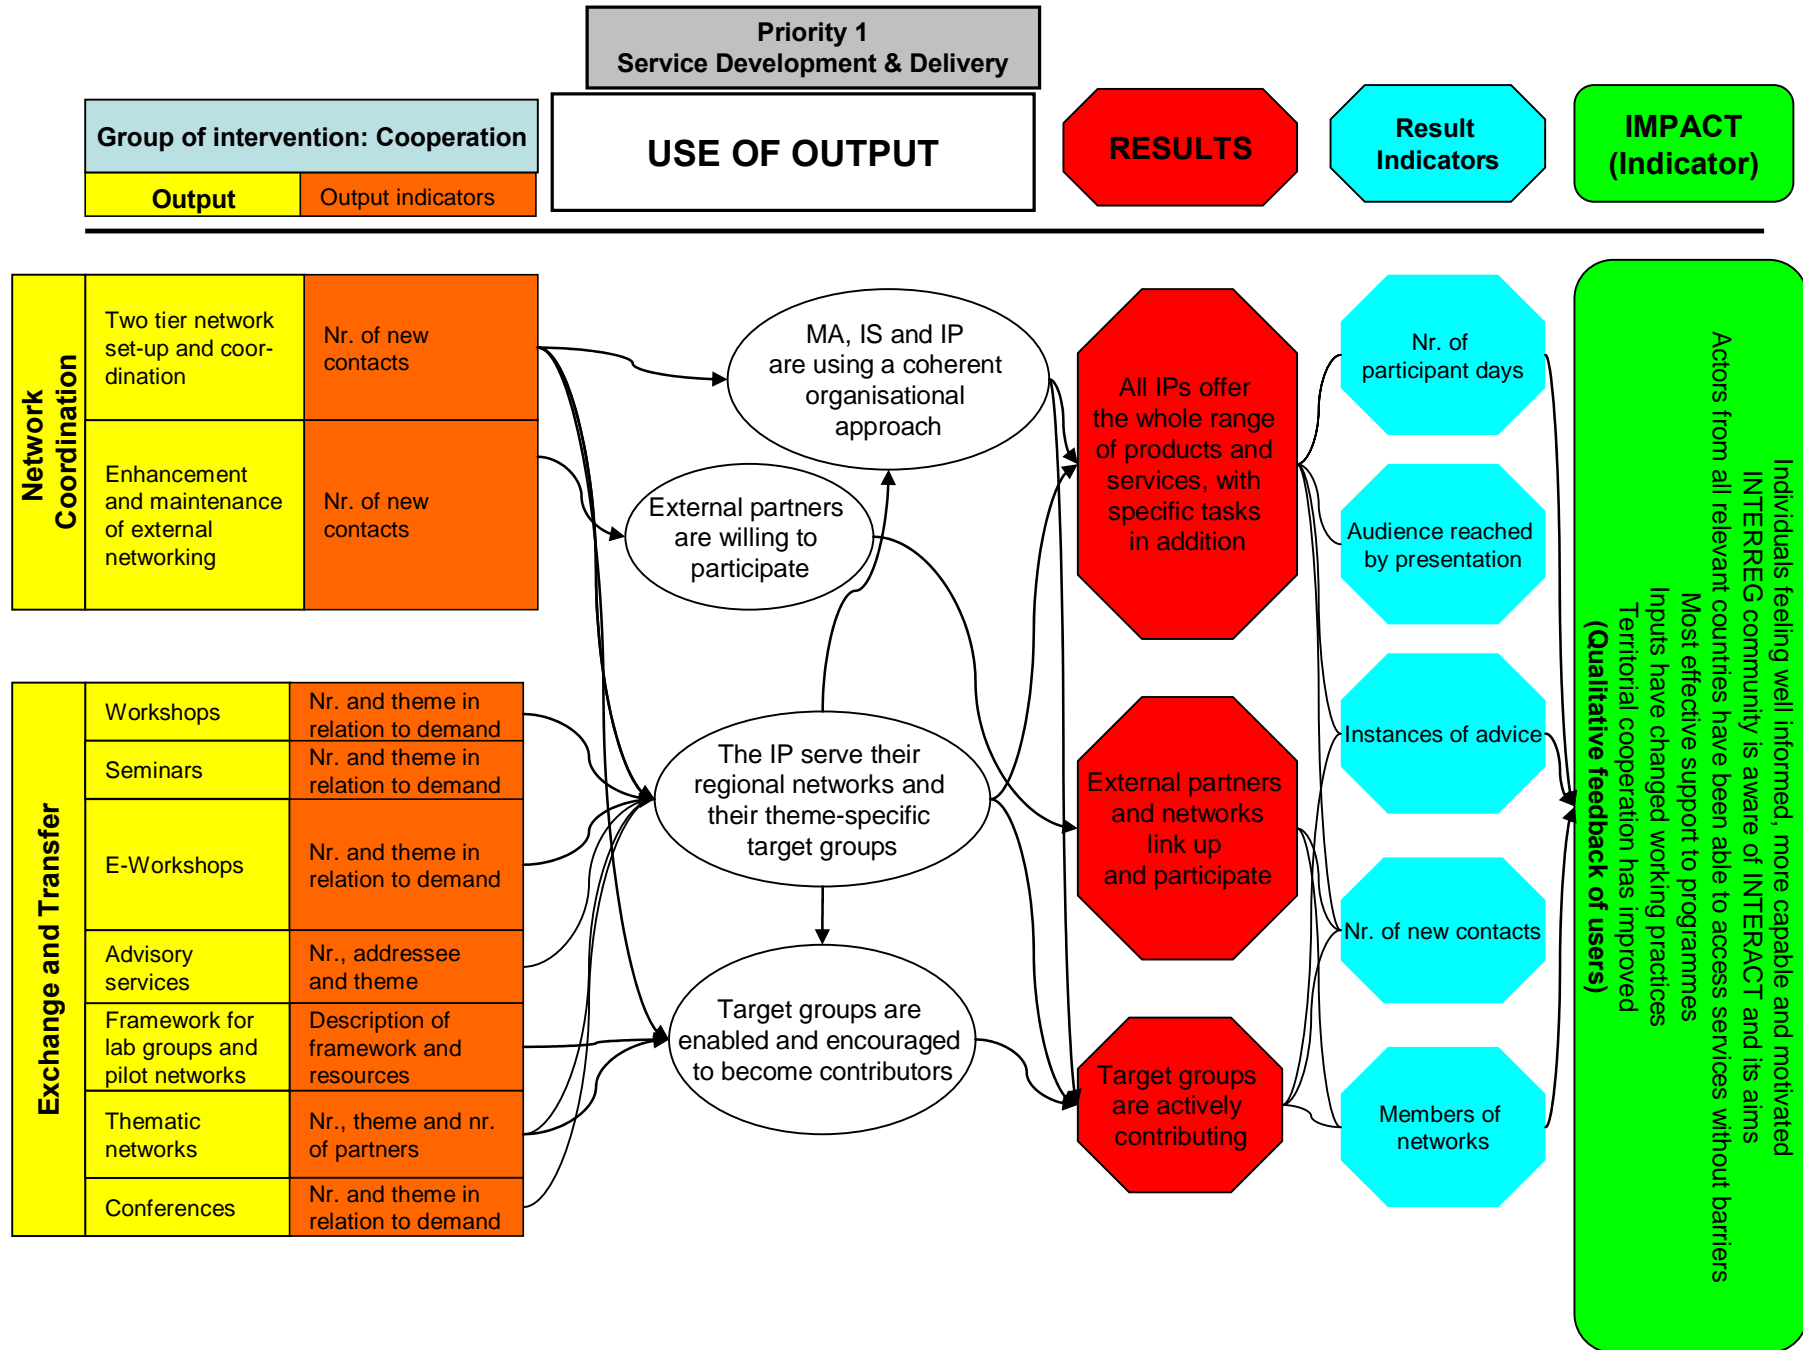 Priority 1
Service Development & Delivery
Group of intervention: Cooperation
Output
Output indicators
USE OF OUTPUT
RESULTS
Result
Indicators
IMPACT
(Indicator)
Network
Coordination
Two tier network
set-up and coor-
dination
Nr. of new
contacts
Enhancement
and maintenance
of external
networking
Nr. of new
contacts
Exchange and Transfer
Workshops
Nr. and theme in
relation to demand
Seminars
Nr. and theme in
relation to demand
E-Workshops
Nr. and theme in
relation to demand
Advisory
services
Nr., addressee
and theme
Framework for
lab groups and
pilot networks
Description of
framework and
resources
Thematic
networks
Nr., theme and nr.
of partners
Conferences
Nr. and theme in
relation to demand
MA, IS and IP
are using a coherent
organisational
approach
External partners
are willing to
participate
The IP serve their
regional networks and
their theme-specific
target groups
Target groups are
enabled and encouraged
to become contributors
All IPs offer
the whole range
of products and
services, with
specific tasks
in addition
External partners
and networks
link up
and participate
Target groups
are actively
contributing
Nr. of
participant days
Audience reached
by presentation
Instances of advice
Nr. of new contacts
Members of
networks
Individuals feeling well informed, more capable and motivated
INTERREG community is aware of INTERACT and its aims
Actors from all relevant countries have been able to access services without barriers
Most effective support to programmes
Inputs have changed working practices
Territorial cooperation has improved
(Qualitative feedback of users)